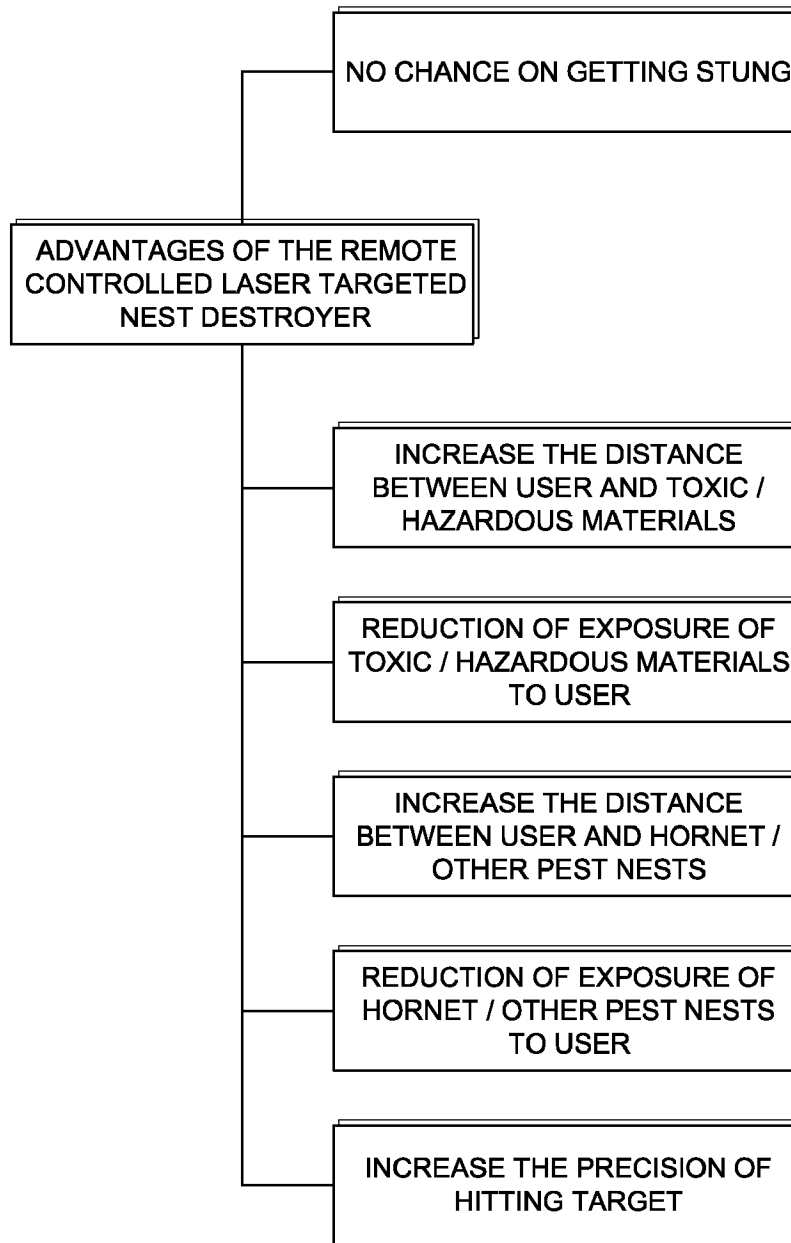 NO CHANCE ON GETTING STUNG
ADVANTAGES OF THE REMOTE
CONTROLLED LASER TARGETED
NEST DESTROYER
INCREASE THE DISTANCE
BETWEEN USER AND TOXIC /
HAZARDOUS MATERIALS
REDUCTION OF EXPOSURE OF
TOXIC / HAZARDOUS MATERIALS
TO USER
INCREASE THE DISTANCE
BETWEEN USER AND HORNET /
OTHER PEST NESTS
REDUCTION OF EXPOSURE OF
HORNET / OTHER PEST NESTS
TO USER
INCREASE THE PRECISION OF
HITTING TARGET